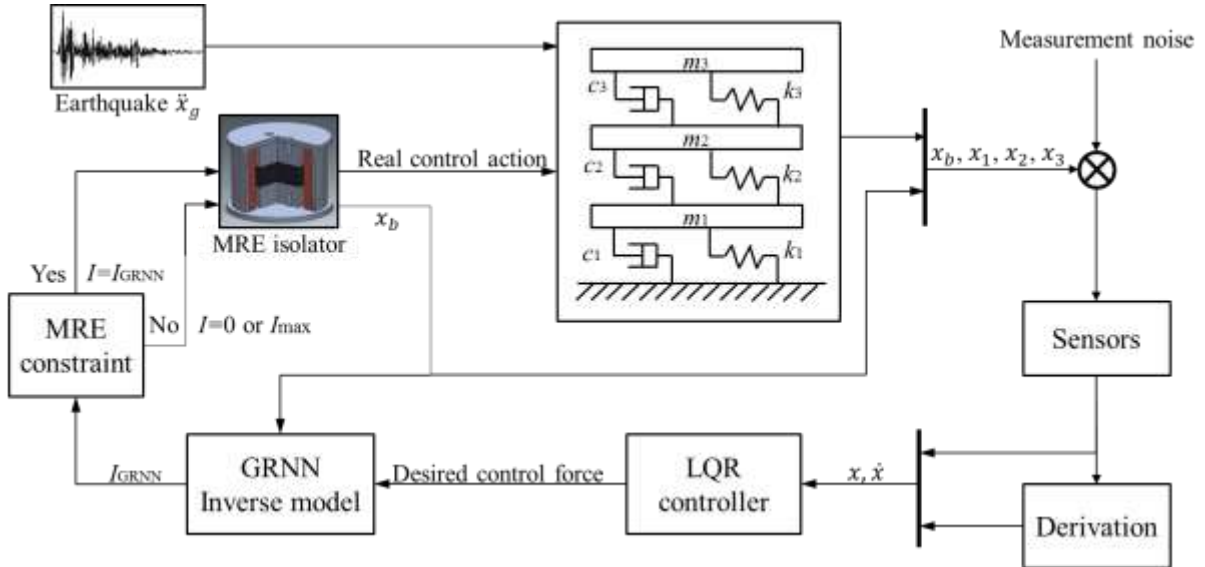 Earthquake ẍg
Measurement noise
m3
c3
k3
m2
c2
k2
m1
c1
k1
Real control action
xb
MRE isolator
xb, x1, x2, x3
Yes
I=IGRNN
No
I=0 or Imax
MRE
constraint
Sensors
IGRNN
GRNN
Inverse model
Desired control force
LQR
controller
x, ẋ
Derivation